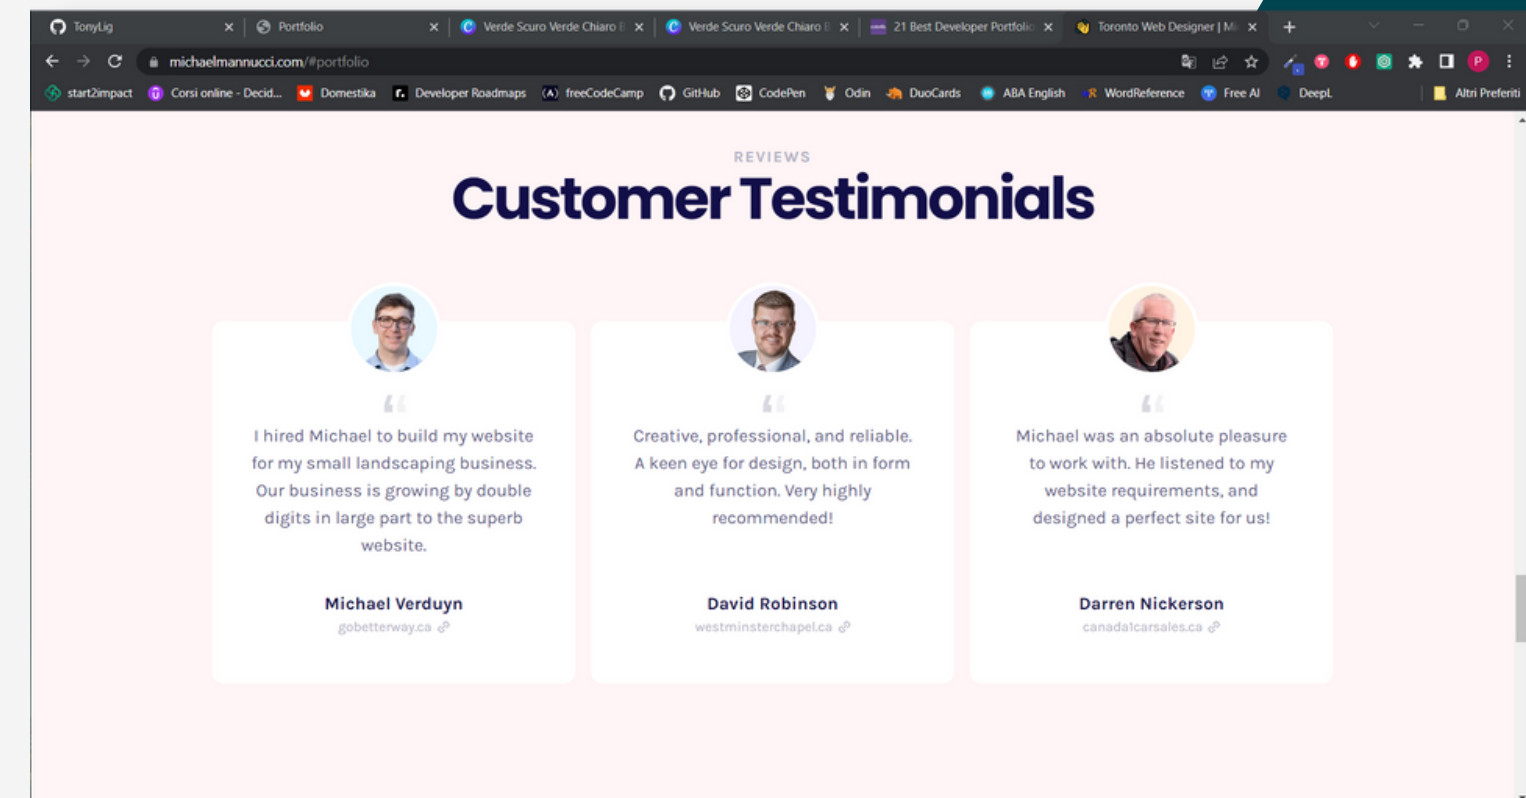 TonyLig
Portfolio
Verde Scuro Verde Chiaro B
Verde Scuro Verde Chiaro B
21 Best Developer Portfolio
Toronto Web Designer | Mi
michaelmannucci.com/#portfolio
P
start2impact
Corsi online - Decid...
Domestika
Developer Roadmaps
freeCodeCamp
GitHub
CodePen
Odin
DuoCards
ABA English
WordReference
Free AI
DeepL
Altri Preferiti
REVIEWS
Customer Testimonials
I hired Michael to build my website
for my small landscaping business.
Our business is growing by double
digits in large part to the superb
website.
Michael Verduyn
gobetterway.ca
Creative, professional, and reliable.
A keen eye for design, both in form
and function. Very highly
recommended!
David Robinson
westminsterchapel.ca
Michael was an absolute pleasure
to work with. He listened to my
website requirements, and
designed a perfect site for us!
Darren Nickerson
canada1carsales.ca